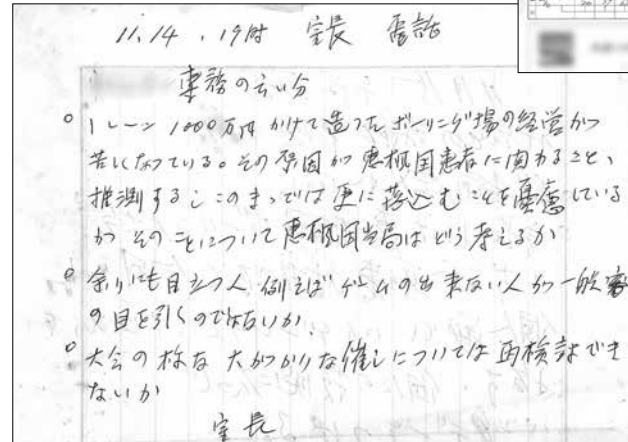 11.14.19時 室長 電話
専務の云い分
○ 1レーン1000万円かけて造ったボーリング場の経営が
苦しくなっている。その原因が恵楓園患者に関わること、
推測する。このまゝでは更に落込むことを憂慮している
が そのことについて恵楓園当局はどう考えるか
○ 余りにも目立つ人 例えばゲームの出来ない人が一般客
の目を引くのではないか
○ 大会の様な大がかりな催しについては再検討でき
ないか
室長